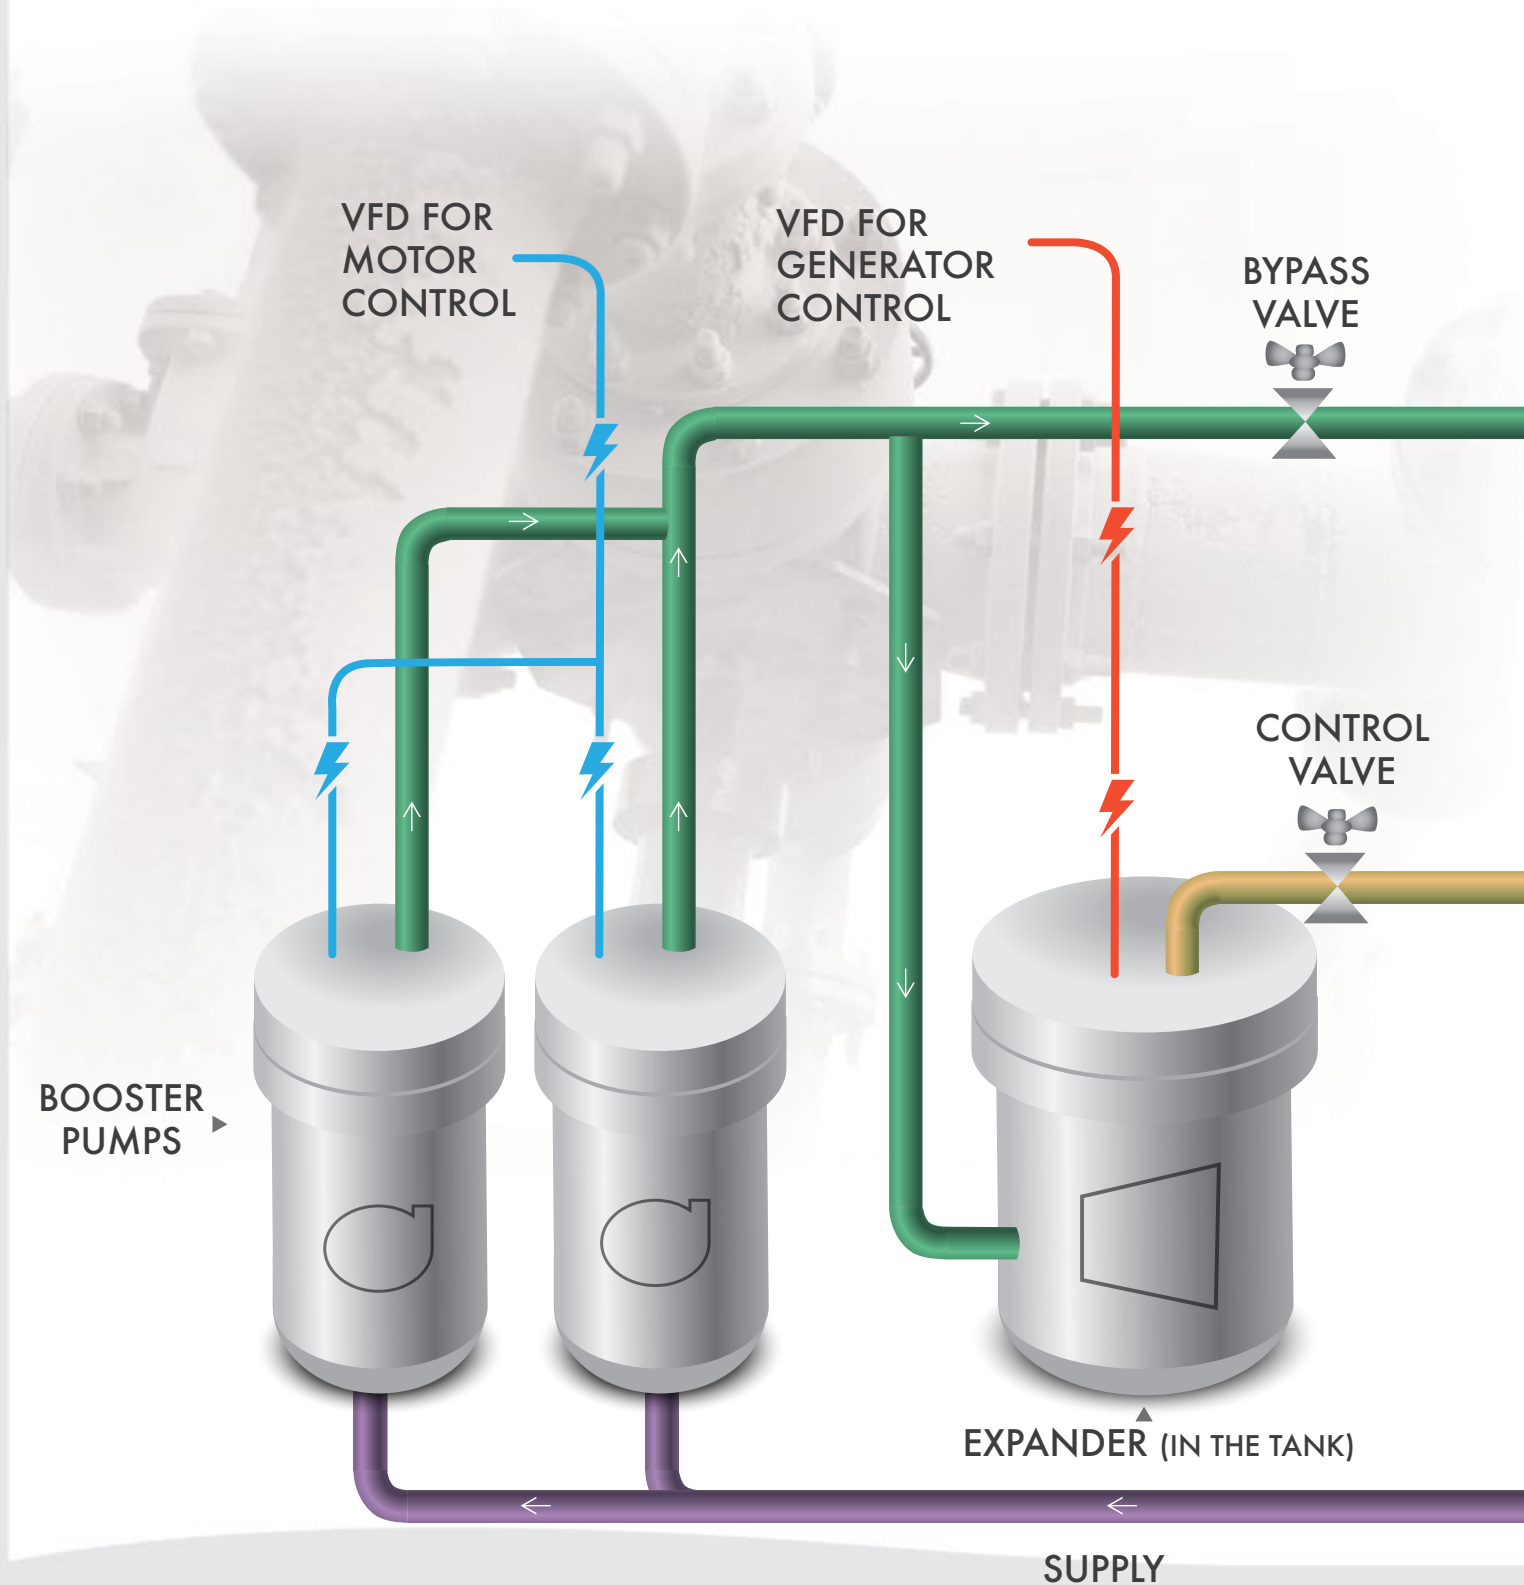 VFD FOR
MOTOR
CONTROL
VFD FOR
GENERATOR
CONTROL
BYPASS
VALVE
CONTROL
VALVE
BOOSTER
PUMPS
EXPANDER (IN THE TANK)
SUPPLY